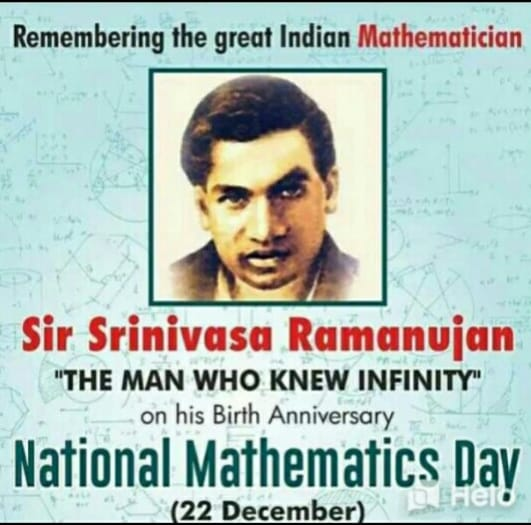 Remembering the great Indian Mathematician
Sir Srinivasa Ramanujan
"THE MAN WHO KNEW INFINITY"
on his Birth Anniversary
National Mathematics Day
(22 December)
Helo